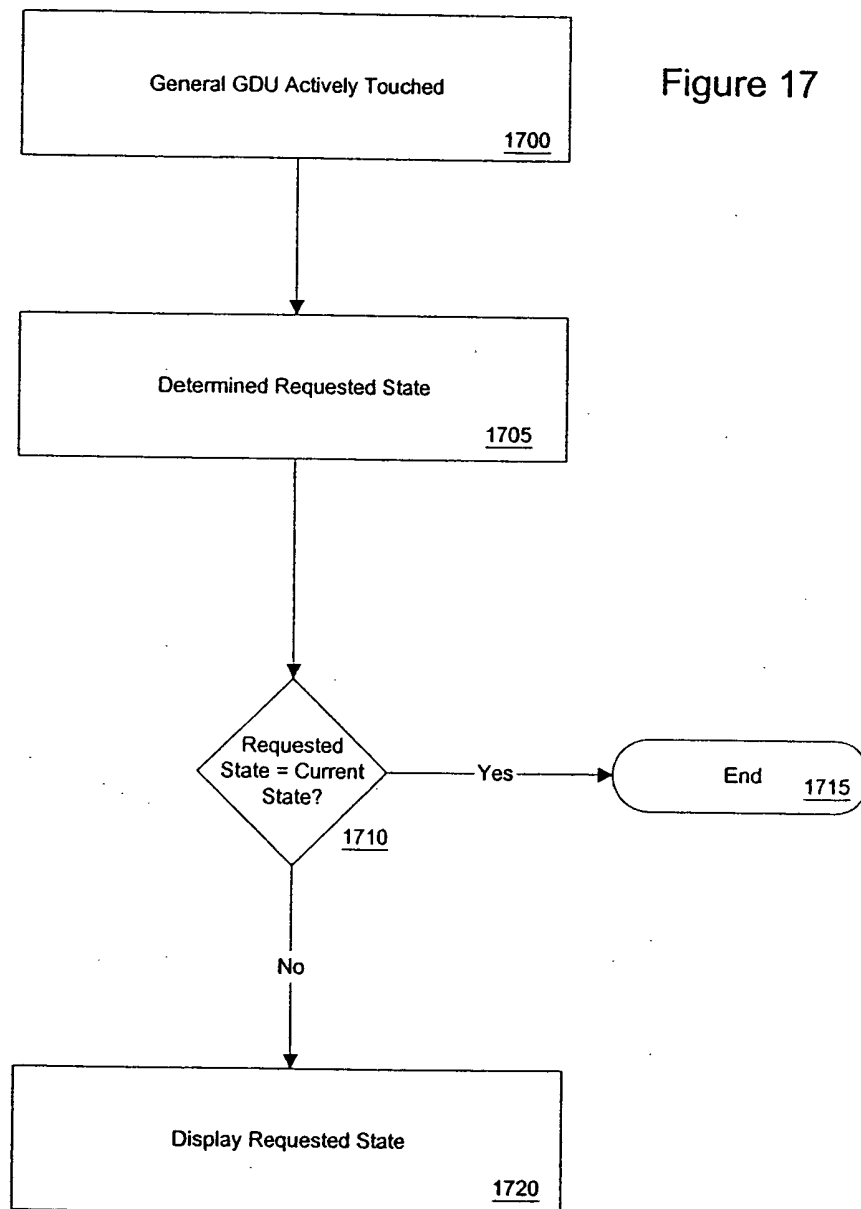 Figure 17
General GDU Actively Touched
1700
Determined Requested State
1705
Requested
State = Current
State?
1710
Yes
End
1715
No
Display Requested State
1720